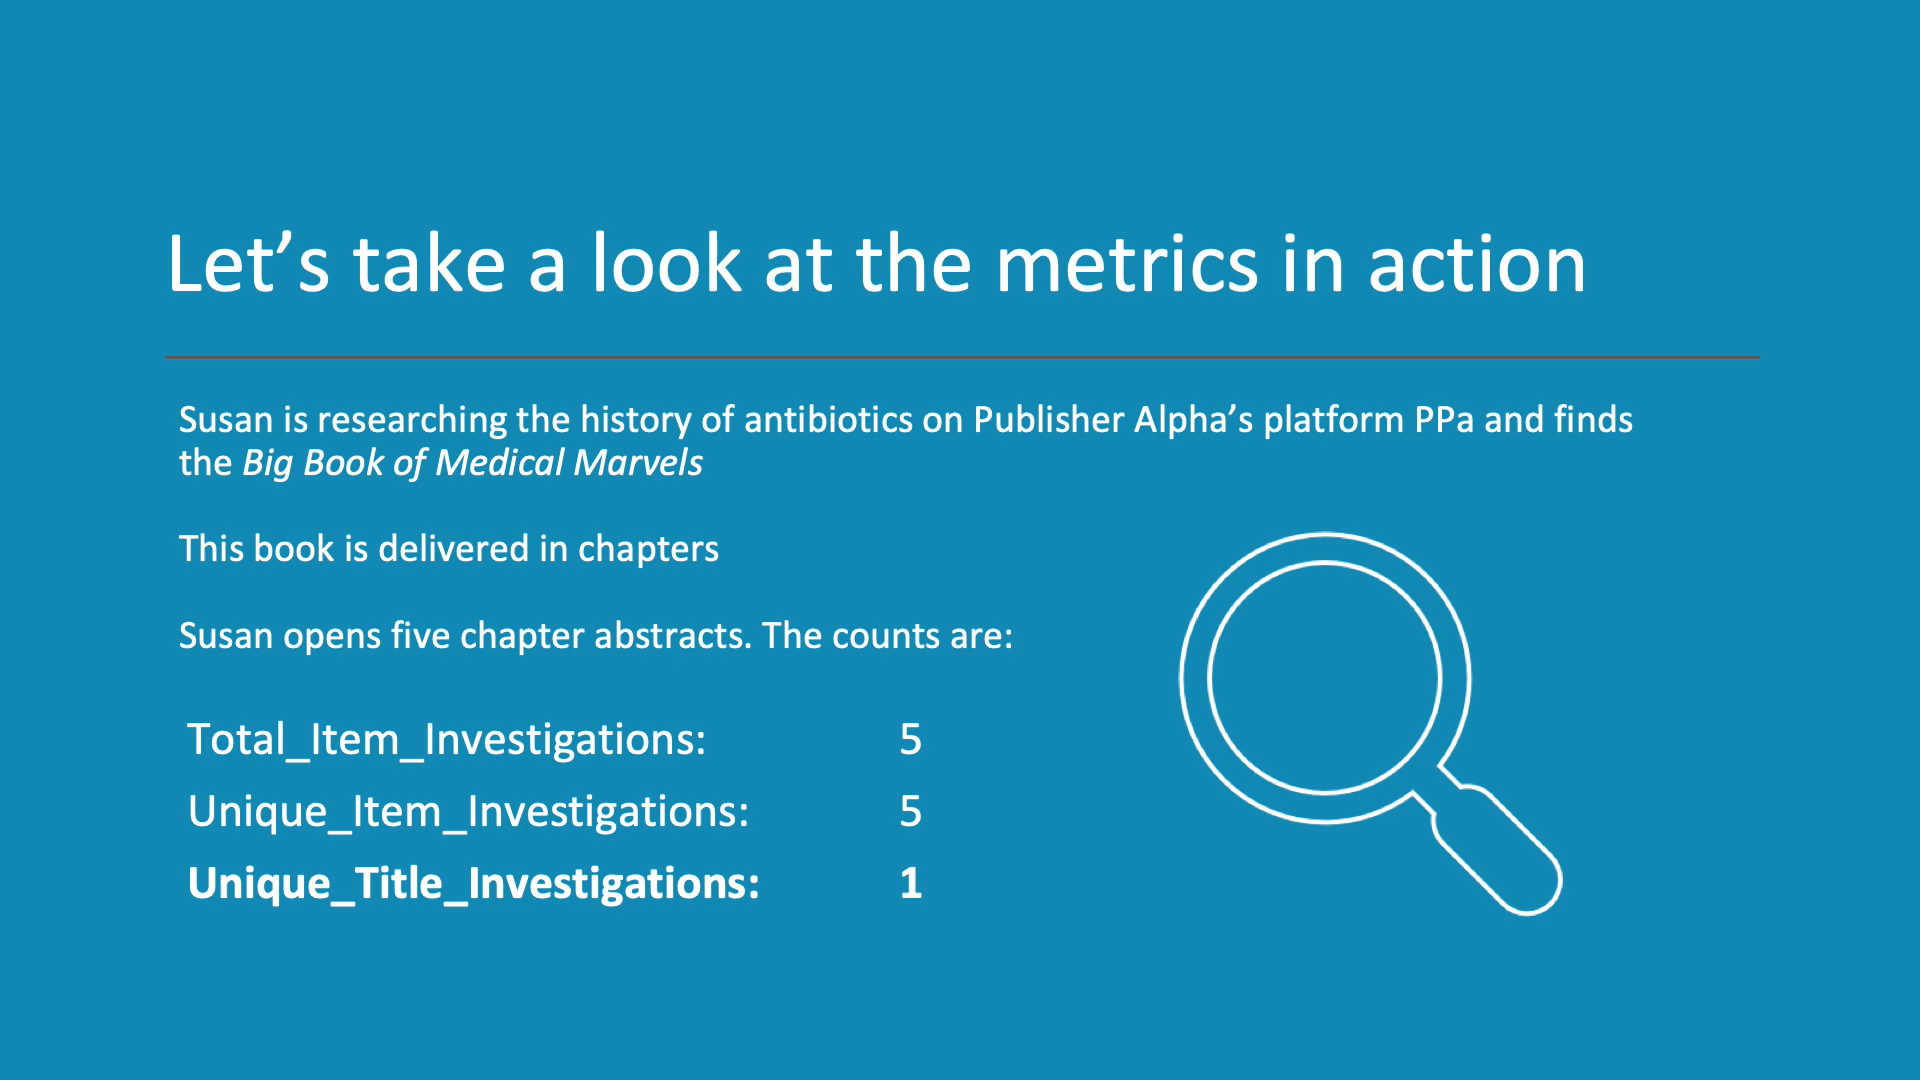 Let’s take a look at the metrics in action
Susan is researching the history of antibiotics on Publisher Alpha’s platform PPa and finds
the Big Book of Medical Marvels
This book is delivered in chapters
Susan opens five chapter abstracts. The counts are:
Total_Item_Investigations: 5
Unique_Item_Investigations: 5
Unique_Title_Investigations: 1